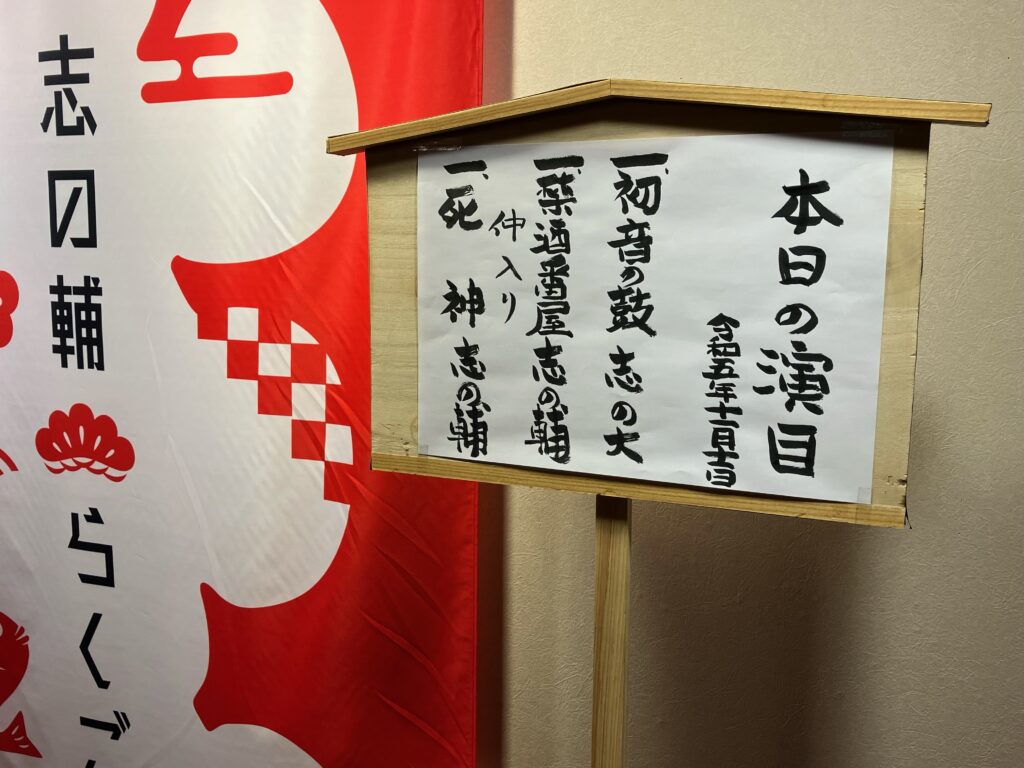 志の輔
らくご
本日の演目
令和五年十一月十一日
一、初音の鼓 志の大
一、禁酒番屋 志の輔
仲入り
一、死神 志の輔